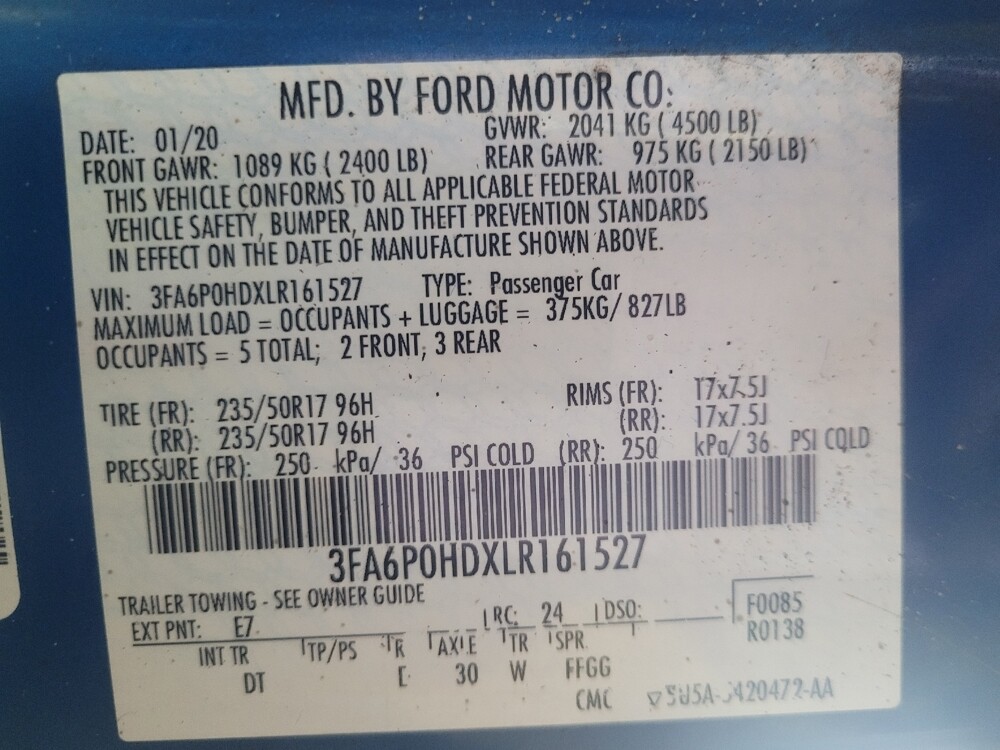 MFD. BY FORD MOTOR CO:
DATE: 01/20 GVWR: 2041 KG ( 4500 LB)
FRONT GAWR: 1089 KG ( 2400 LB) REAR GAWR: 975 KG ( 2150 LB)
THIS VEHICLE CONFORMS TO ALL APPLICABLE FEDERAL MOTOR
VEHICLE SAFETY, BUMPER, AND THEFT PREVENTION STANDARDS
IN EFFECT ON THE DATE OF MANUFACTURE SHOWN ABOVE.
VIN: 3FA6P0HDXLR161527 TYPE: Passenger Car
MAXIMUM LOAD = OCCUPANTS + LUGGAGE = 375KG/ 827LB
OCCUPANTS = 5 TOTAL; 2 FRONT, 3 REAR
TIRE (FR): 235/50R17 96H RIMS (FR): 17x7.5J
(RR): 235/50R17 96H (RR): 17x7.5J
PRESSURE (FR): 250 kPa/ 36 PSI COLD (RR): 250 kPa/ 36 PSI COLD
3FA6P0HDXLR161527
TRAILER TOWING - SEE OWNER GUIDE
EXT PNT: E7 RC: 24 DSO: F0085
R0138
INT TR TP/PS R AXLE TR SPR
DT E 30 W FFGG
CMC